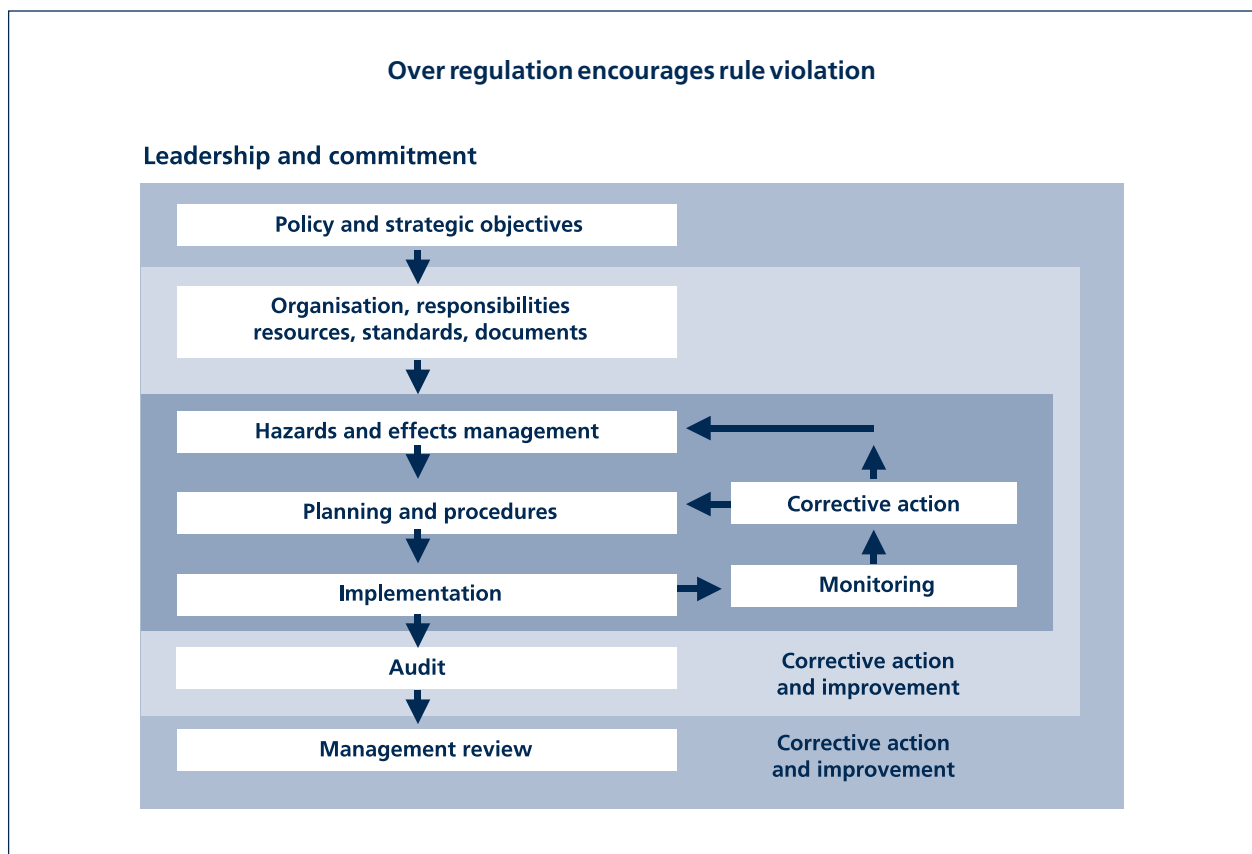 Over regulation encourages rule violation
Leadership and commitment
Policy and strategic objectives
Organisation, responsibilities
resources, standards, documents
Hazards and effects management
Planning and procedures
Corrective action
Implementation
Monitoring
Audit
Corrective action
and improvement
Management review
Corrective action
and improvement